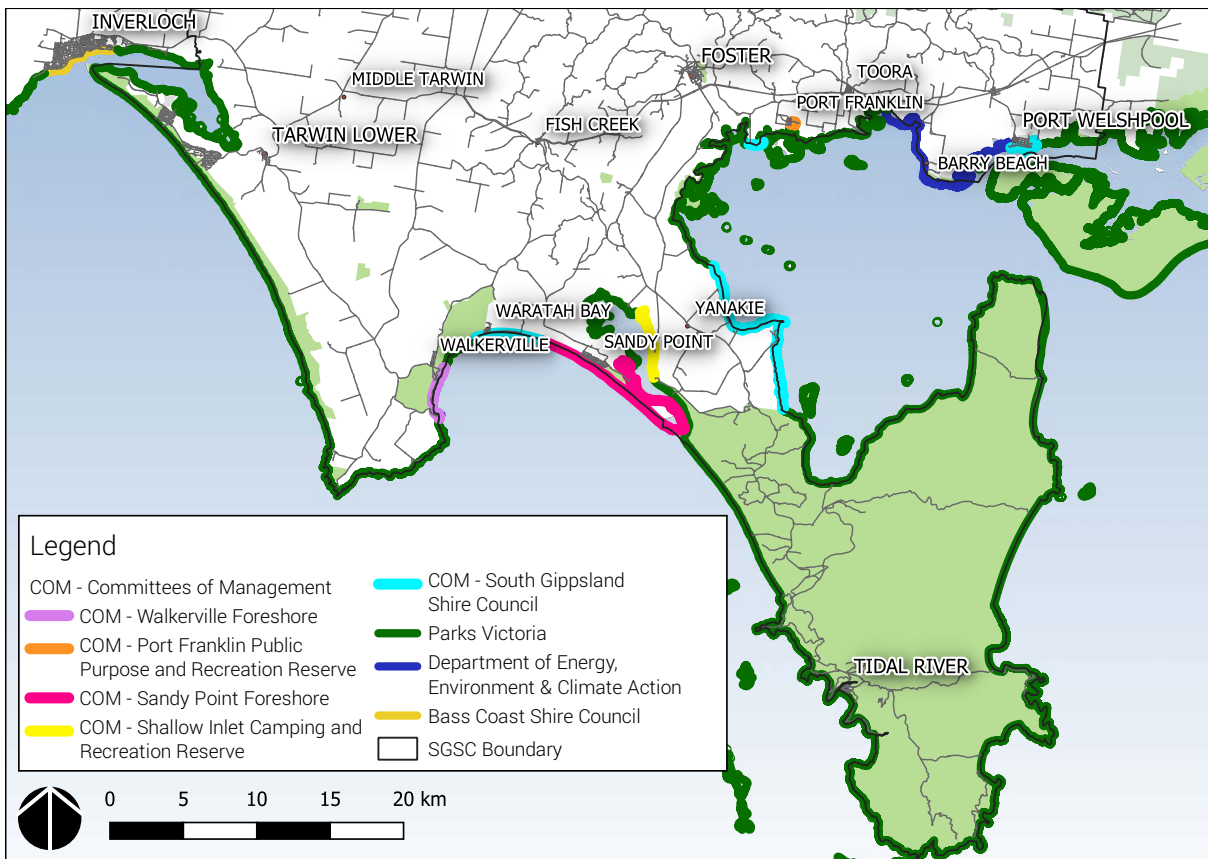 INVERLOCH
FOSTER
TOORA
MIDDLE TARWIN
PORT FRANKLIN
PORT WELSHPOOL
TARWIN LOWER
FISH CREEK
BARRY BEACH
WARATAH BAY
YANAKIE
WALKERVILLE
SANDY POINT
TIDAL RIVER
Legend
COM - Committees of Management
COM - Walkerville Foreshore
COM - Port Franklin Public
Purpose and Recreation Reserve
COM - Sandy Point Foreshore
COM - Shallow Inlet Camping and
Recreation Reserve
COM - South Gippsland
Shire Council
Parks Victoria
Department of Energy,
Environment & Climate Action
Bass Coast Shire Council
SGSC Boundary
0 5 10 15 20 km